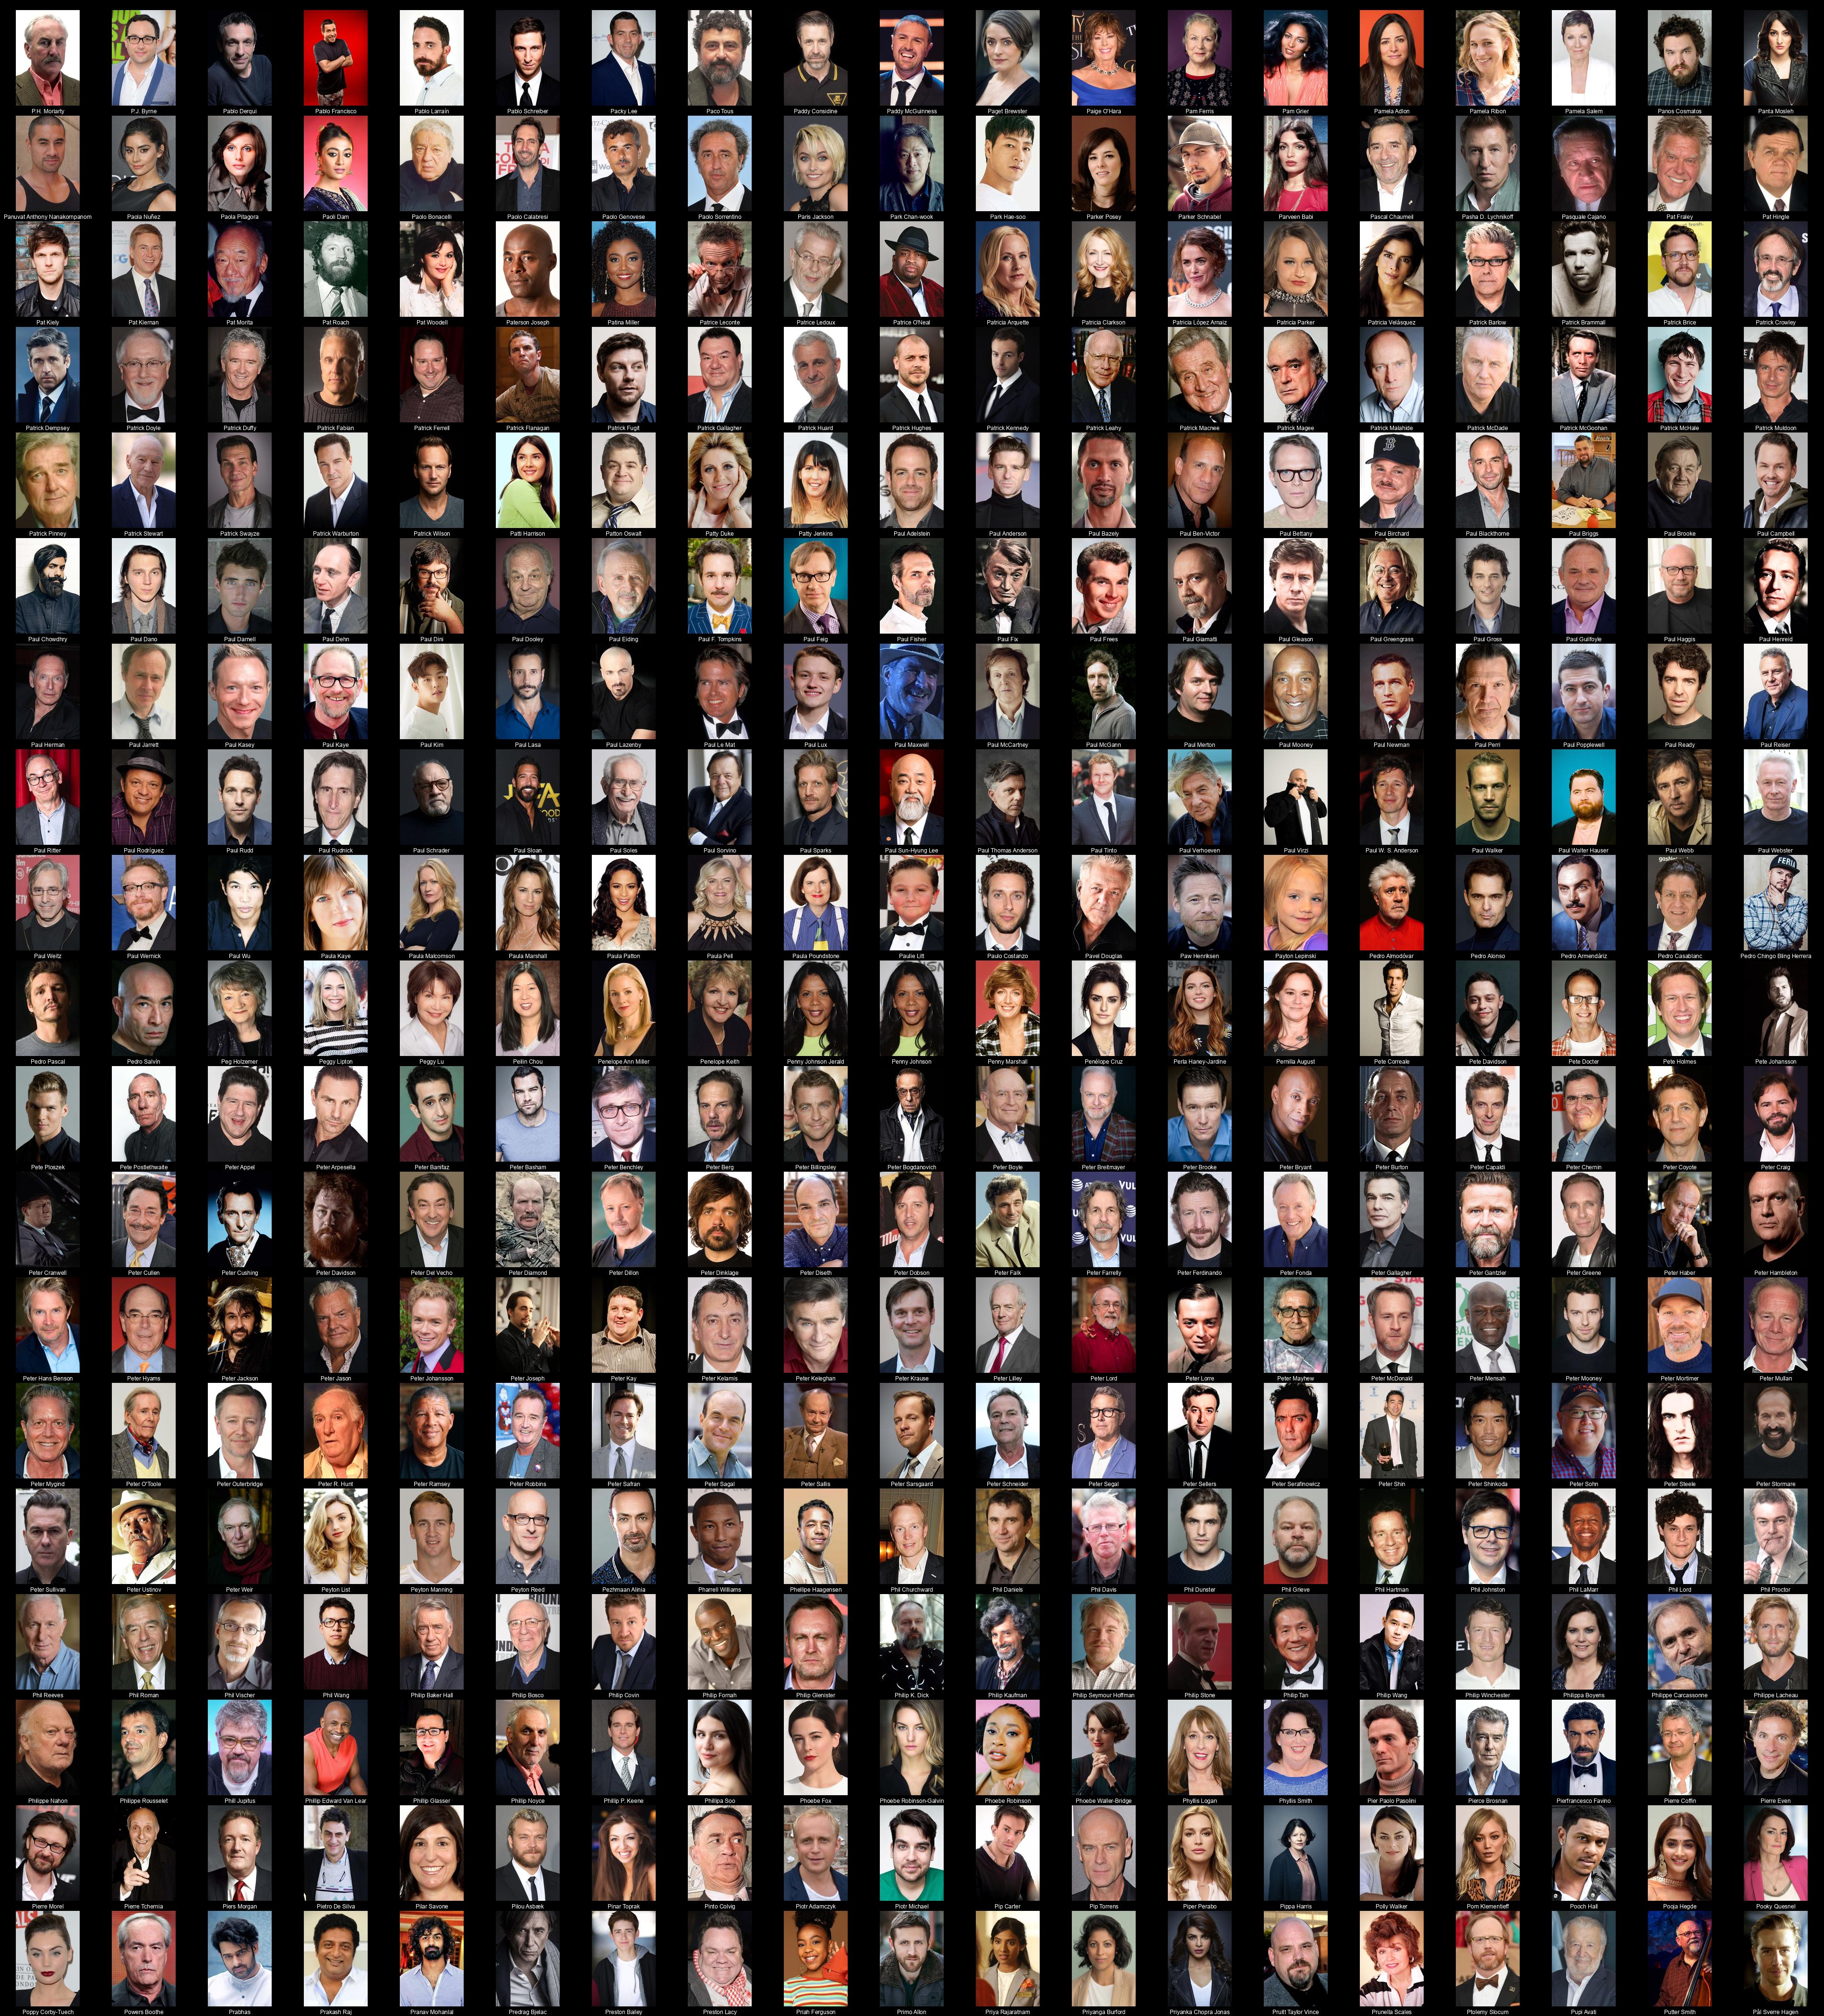 P.H. Moriarty P.J. Byrne Pablo Derqui Pablo Francisco Pablo Larraín Pablo Schreiber Packy Lee Paco Tous Paddy Considine Paddy McGuinness Paget Brewster Paige O'Hara Pam Ferris Pam Grier Pamela Adlon Pamela Ribon Pamela Salem Panos Cosmatos Panta Mosleh
Panuvat Anthony Nanakornpanom Paola Nuñez Paola Pitagora Paoli Dam Paolo Bonacelli Paolo Calabresi Paolo Genovese Paolo Sorrentino Paris Jackson Park Chan-wook Park Hae-soo Parker Posey Parker Schnabel Parveen Babi Pascal Chaumeil Pasha D. Lychnikoff Pasquale Cajano Pat Fraley Pat Hingle
Pat Kiely Pat Kiernan Pat Morita Pat Roach Pat Woodell Paterson Joseph Patina Miller Patrice Leconte Patrice Ledoux Patrice O'Neal Patricia Arquette Patricia Clarkson Patricia López Arnaiz Patricia Parker Patricia Velásquez Patrick Barlow Patrick Brammall Patrick Brice Patrick Crowley
Patrick Dempsey Patrick Doyle Patrick Duffy Patrick Fabian Patrick Ferrell Patrick Flanagan Patrick Fugit Patrick Gallagher Patrick Huard Patrick Hughes Patrick Kennedy Patrick Leahy Patrick Macnee Patrick Magee Patrick Malahide Patrick McDade Patrick McGoohan Patrick McHale Patrick Muldoon
Patrick Pinney Patrick Stewart Patrick Swayze Patrick Warburton Patrick Wilson Patti Harrison Patton Oswalt Patty Duke Patty Jenkins Paul Adelstein Paul Anderson Paul Bazely Paul Ben-Victor Paul Bettany Paul Birchard Paul Blackthorne Paul Briggs Paul Brooke Paul Campbell
Paul Chowdhry Paul Dano Paul Darnell Paul Dehn Paul Dini Paul Dooley Paul Eiding Paul F. Tompkins Paul Feig Paul Fisher Paul Fix Paul Frees Paul Giamatti Paul Gleason Paul Greengrass Paul Gross Paul Guilfoyle Paul Haggis Paul Henreid
Paul Herman Paul Jarrett Paul Kasey Paul Kaye Paul Kim Paul Lasa Paul Lazenby Paul Le Mat Paul Lux Paul Maxwell Paul McCartney Paul McGann Paul Merton Paul Mooney Paul Newman Paul Perri Paul Popplewell Paul Ready Paul Reiser
Paul Ritter Paul Rodríguez Paul Rudd Paul Rudnick Paul Schrader Paul Sloan Paul Soles Paul Sorvino Paul Sparks Paul Sun-Hyung Lee Paul Thomas Anderson Paul Tinto Paul Verhoeven Paul Virzi Paul W. S. Anderson Paul Walker Paul Walter Hauser Paul Webb Paul Webster
Paul Weitz Paul Wernick Paul Wu Paula Kaye Paula Malcomson Paula Marshall Paula Patton Paula Pell Paula Poundstone Paulie Litt Paulo Costanzo Pavel Douglas Paw Henriksen Payton Lepinski Pedro Almodóvar Pedro Alonso Pedro Armendáriz Pedro Casablanc Pedro Chingo Bling Herrera
Pedro Pascal Pedro Salvín Peg Holzemer Peggy Lipton Peggy Lu Peilin Chou Penelope Ann Miller Penelope Keith Penny Johnson Jerald Penny Johnson Penny Marshall Penélope Cruz Perla Haney-Jardine Pernilla August Pete Correale Pete Davidson Pete Docter Pete Holmes Pete Johansson
Pete Ploszek Pete Postlethwaite Peter Appel Peter Arpesella Peter Banifaz Peter Basham Peter Benchley Peter Berg Peter Billingsley Peter Bogdanovich Peter Boyle Peter Breitmayer Peter Brooke Peter Bryant Peter Burton Peter Capaldi Peter Chernin Peter Coyote Peter Craig
Peter Cranwell Peter Cullen Peter Cushing Peter Davidson Peter Del Vecho Peter Diamond Peter Dillon Peter Dinklage Peter Diseth Peter Dobson Peter Falk Peter Farrelly Peter Ferdinando Peter Fonda Peter Gallagher Peter Gantzler Peter Greene Peter Haber Peter Hambleton
Peter Hans Benson Peter Hyams Peter Jackson Peter Jason Peter Johansson Peter Joseph Peter Kay Peter Kelamis Peter Keleghan Peter Krause Peter Lilley Peter Lord Peter Lorre Peter Mayhew Peter McDonald Peter Mensah Peter Mooney Peter Mortimer Peter Mullan
Peter Mygind Peter O'Toole Peter Outerbridge Peter R. Hunt Peter Ramsey Peter Robbins Peter Safran Peter Sagal Peter Sallis Peter Sarsgaard Peter Schneider Peter Segal Peter Sellers Peter Serafinowicz Peter Shin Peter Shinkoda Peter Sohn Peter Steele Peter Stormare
Peter Sullivan Peter Ustinov Peter Weir Peyton List Peyton Manning Peyton Reed Pezhmaan Alinia Pharrell Williams Phellipe Haagensen Phil Churchward Phil Daniels Phil Davis Phil Dunster Phil Grieve Phil Hartman Phil Johnston Phil LaMarr Phil Lord Phil Proctor
Phil Reeves Phil Roman Phil Vischer Phil Wang Philip Baker Hall Philip Bosco Philip Covin Philip Fornah Philip Glenister Philip K. Dick Philip Kaufman Philip Seymour Hoffman Philip Stone Philip Tan Philip Wang Philip Winchester Philippa Boyens Philippe Carcassonne Philippe Lacheau
Philippe Nahon Philippe Rousselet Phill Jupitus Phillip Edward Van Lear Phillip Glasser Phillip Noyce Phillip P. Keene Phillipa Soo Phoebe Fox Phoebe Robinson-Galvin Phoebe Robinson Phoebe Waller-Bridge Phyllis Logan Phyllis Smith Pier Paolo Pasolini Pierce Brosnan Pierfrancesco Favino Pierre Coffin Pierre Even
Pierre Morel Pierre Tchernia Piers Morgan Pietro De Silva Pilar Savone Pilou Asbæk Pinar Toprak Pinto Colvig Piotr Adamczyk Piotr Michael Pip Carter Pip Torrens Piper Perabo Pippa Harris Polly Walker Pom Klementieff Pooch Hall Pooja Hegde Pooky Quesnel
Poppy Corby-Tuech Powers Boothe Prabhas Prakash Raj Pranav Mohanlal Predrag Bjelac Preston Bailey Preston Lacy Priah Ferguson Primo Allon Priya Rajaratnam Priyanga Burford Priyanka Chopra Jonas Pruitt Taylor Vince Prunella Scales Ptolemy Slocum Pupi Avati Putter Smith Pål Sverre Hagen